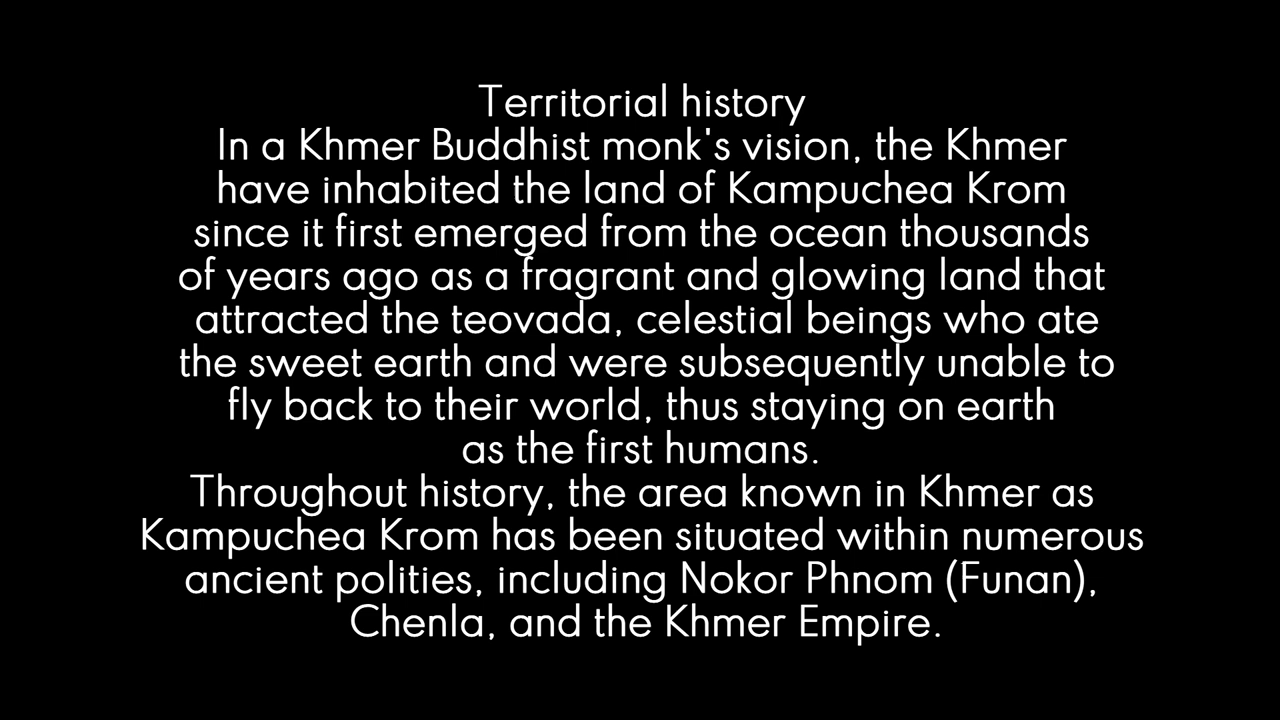 Territorial history
In a Khmer Buddhist monk's vision, the Khmer
have inhabited the land of Kampuchea Krom
since it first emerged from the ocean thousands
of years ago as a fragrant and glowing land that
attracted the teovada, celestial beings who ate
the sweet earth and were subsequently unable to
fly back to their world, thus staying on earth
as the first humans.
Throughout history, the area known in Khmer as
Kampuchea Krom has been situated within numerous
ancient polities, including Nokor Phnom (Funan),
Chenla, and the Khmer Empire.